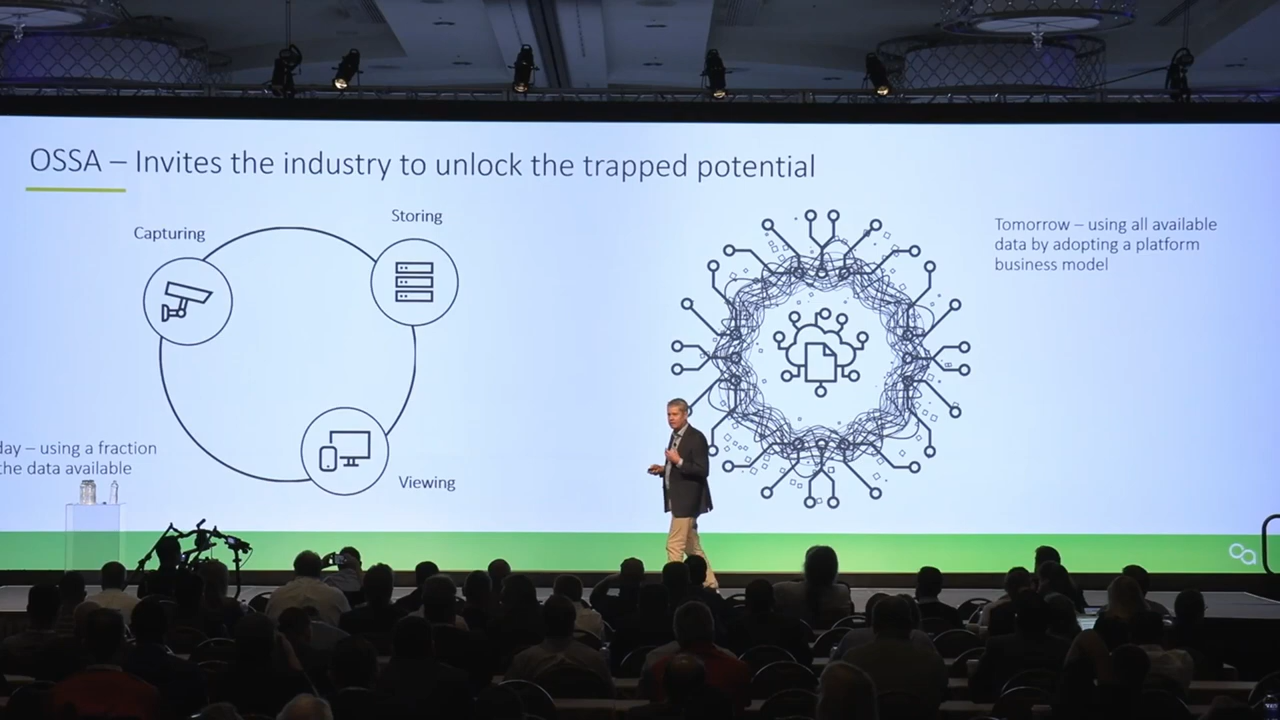 OSSA – Invites the industry to unlock the trapped potential
Capturing
Storing
Viewing
day – using a fraction
the data available
Tomorrow – using all available
data by adopting a platform
business model